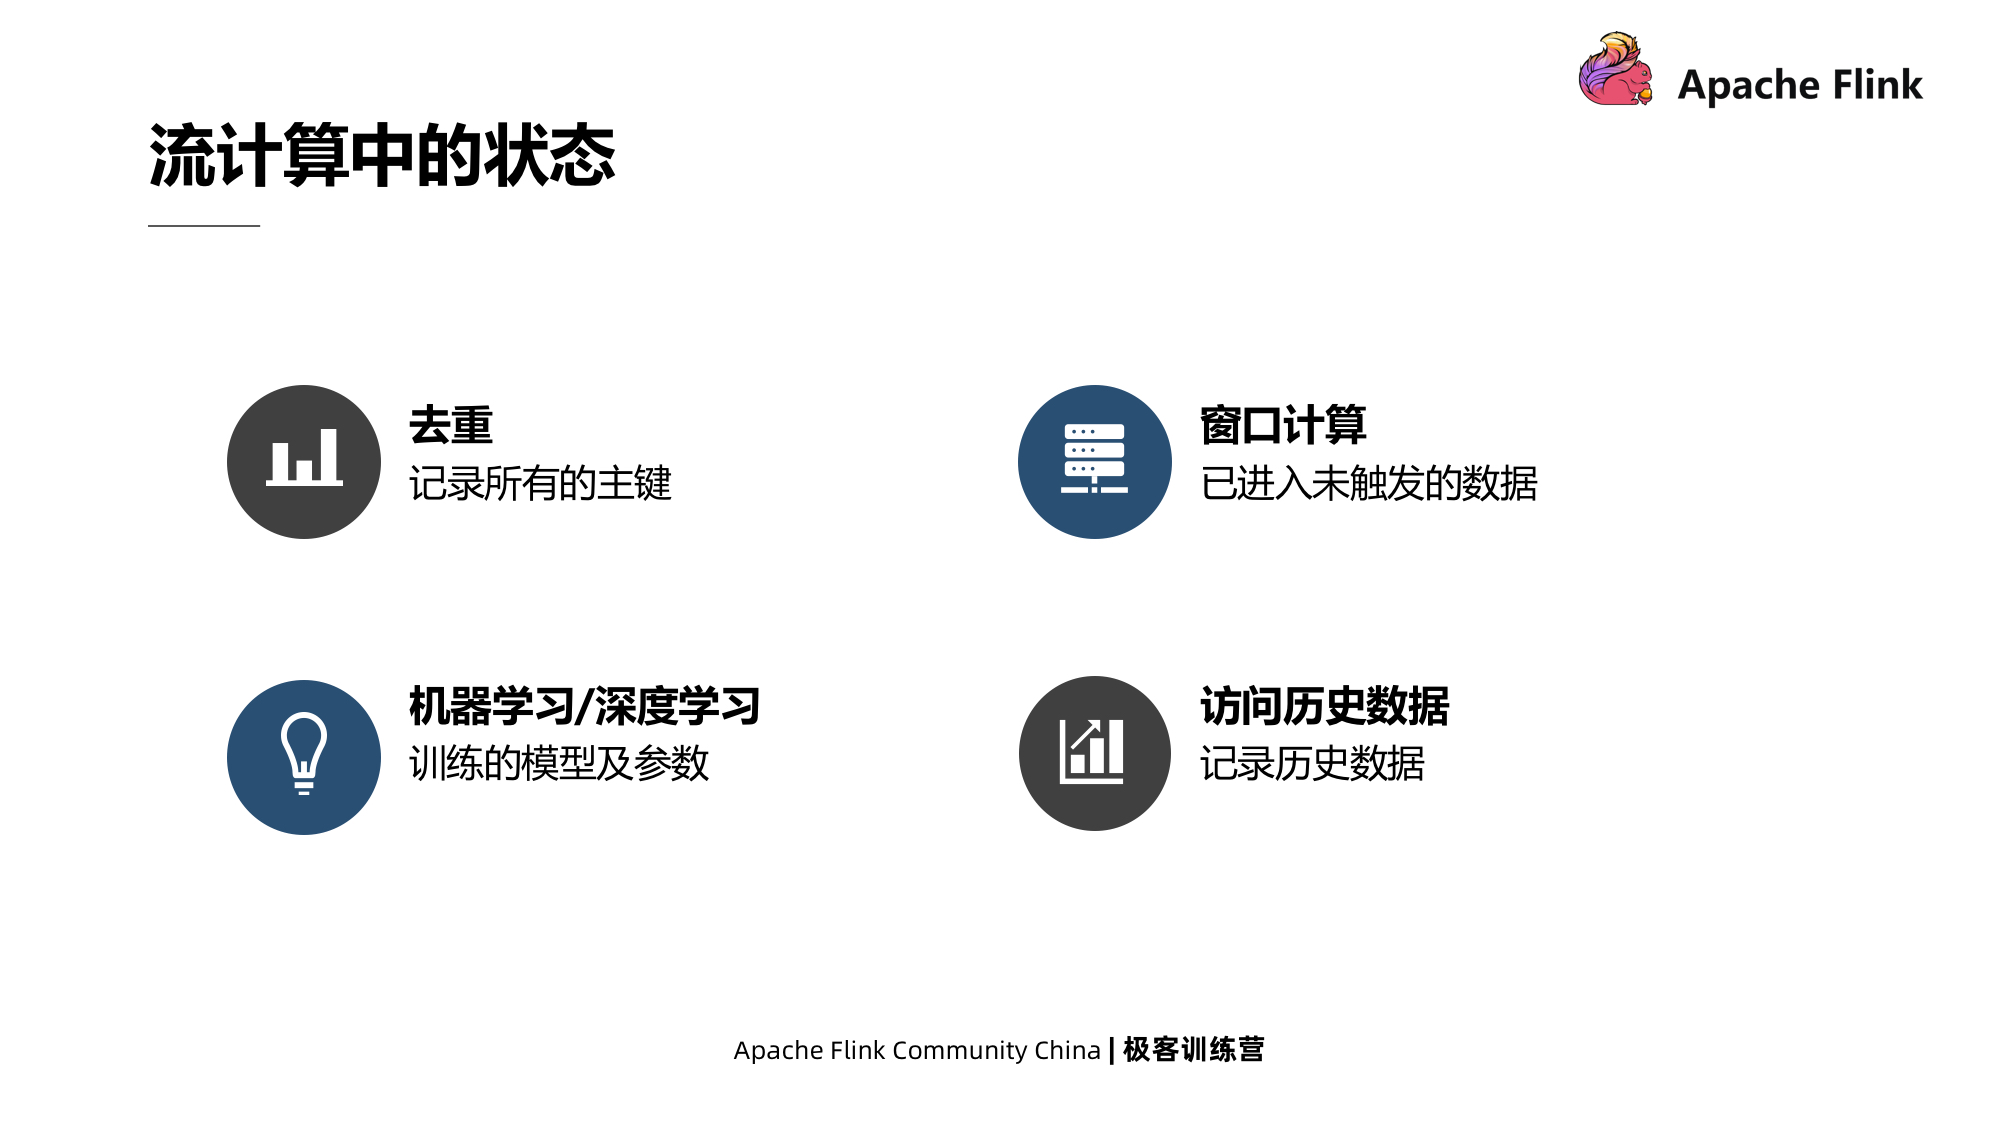 Apache Flink
流计算中的状态
去重
记录所有的主键
窗口计算
已进入未触发的数据
机器学习/深度学习
训练的模型及参数
访问历史数据
记录历史数据
Apache Flink Community China | 极客训练营